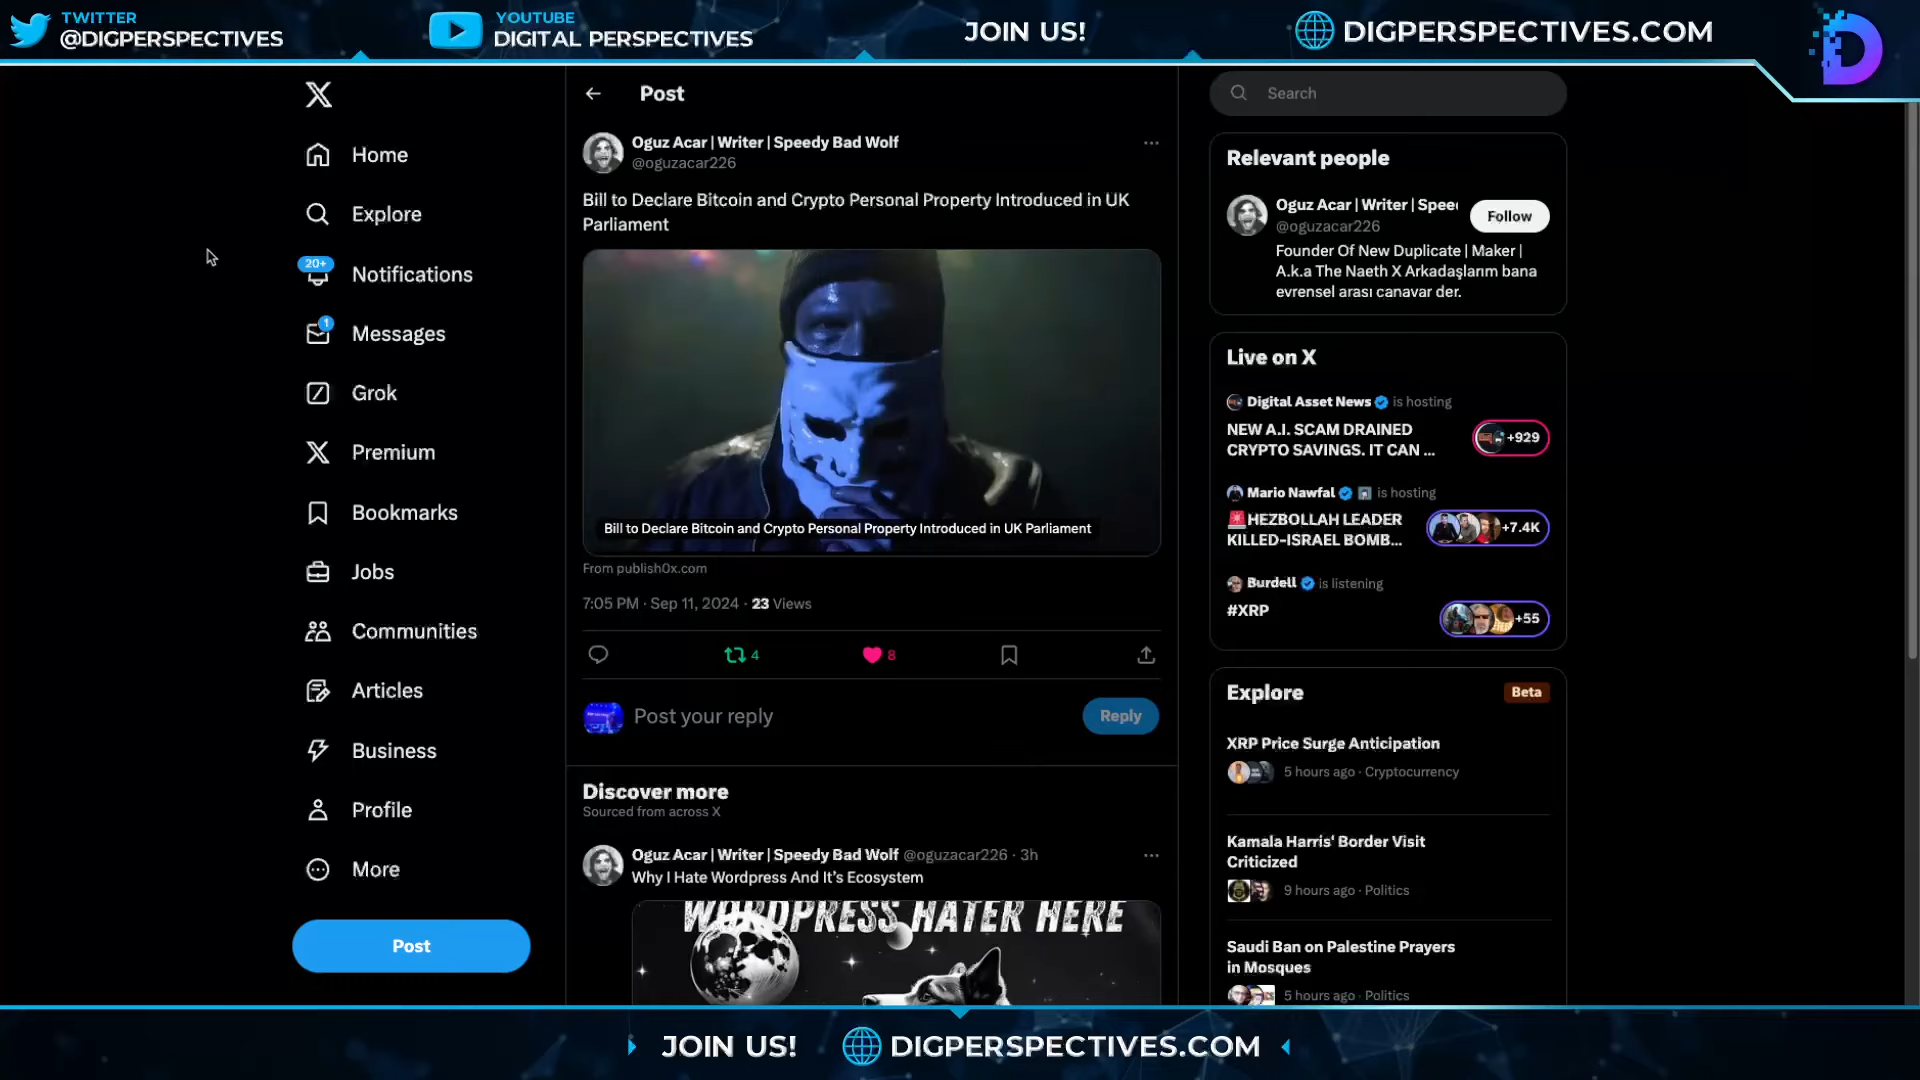 TWITTER
@DIGPERSPECTIVES
YOUTUBE
DIGITAL PERSPECTIVES
JOIN US!
DIGPERSPECTIVES.COM
Home
Explore
20+
Notifications
1
Messages
Grok
Premium
Bookmarks
Jobs
Communities
Articles
Business
Profile
More
Post
Post
Oguz Acar | Writer | Speedy Bad Wolf
@oguzacar226
Bill to Declare Bitcoin and Crypto Personal Property Introduced in UK
Parliament
Bill to Declare Bitcoin and Crypto Personal Property Introduced in UK Parliament
From publish0x.com
7:05 PM · Sep 11, 2024 · 23 Views
4
8
Post your reply
Reply
Discover more
Sourced from across X
Oguz Acar | Writer | Speedy Bad Wolf @oguzacar226 · 3h
Why I Hate Wordpress And It's Ecosystem
WORDPRESS HATER HERE
Search
Relevant people
Oguz Acar | Writer | Spee
@oguzacar226
Follow
Founder Of New Duplicate | Maker |
A.k.a The Naeth X Arkadaşlarım bana
evrensel arası canavar der.
Live on X
Digital Asset News is hosting
NEW A.I. SCAM DRAINED
CRYPTO SAVINGS. IT CAN ...
+929
Mario Nawfal is hosting
HEZBOLLAH LEADER
KILLED-ISRAEL BOMB...
+7.4K
Burdell is listening
#XRP
+55
Explore
Beta
XRP Price Surge Anticipation
5 hours ago · Cryptocurrency
Kamala Harris' Border Visit
Criticized
9 hours ago · Politics
Saudi Ban on Palestine Prayers
in Mosques
5 hours ago · Politics
JOIN US!
DIGPERSPECTIVES.COM